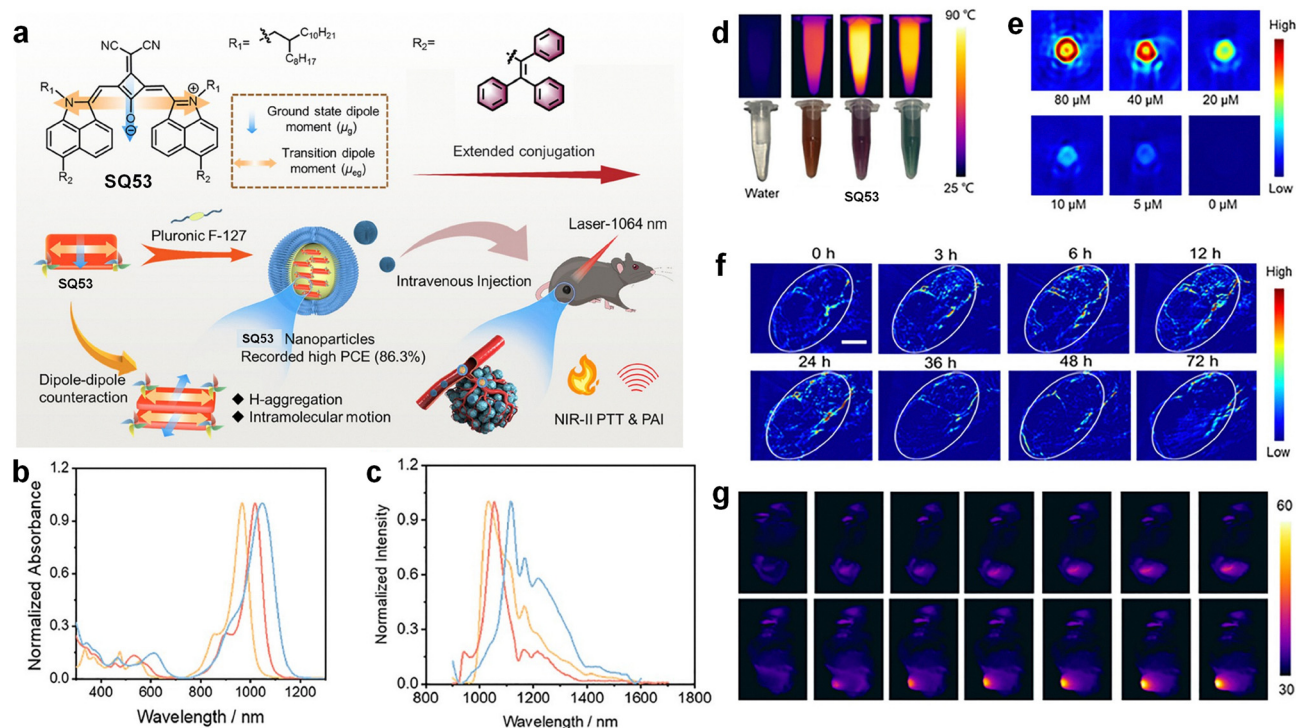 a
NC CN
R₁
N
O
⊖
N
⊕
R₁
R₂
R₂
SQ53
R₁=
C₁₀H₂₁
C₈H₁₇
R₂=
Ground state dipole
moment (μg)
Transition dipole
moment (μeg)
Extended conjugation
Pluronic F-127
SQ53
Intravenous Injection
Laser-1064 nm
SQ53 Nanoparticles
Recorded high PCE (86.3%)
Dipole-dipole
counteraction
◆ H-aggregation
◆ Intramolecular motion
NIR-II PTT & PAI
b
Normalized Absorbance
1.2
0.9
0.6
0.3
0.0
400 600 800 1000 1200
Wavelength / nm
c
Normalized Intensity
1.2
0.9
0.6
0.3
0.0
800 1000 1200 1400 1600
Wavelength / nm
d
90 ℃
25 ℃
Water
SQ53
e
80 μM 40 μM 20 μM
10 μM 5 μM 0 μM
High
Low
f
0 h 3 h 6 h 12 h
24 h 36 h 48 h 72 h
High
Low
g
60
30